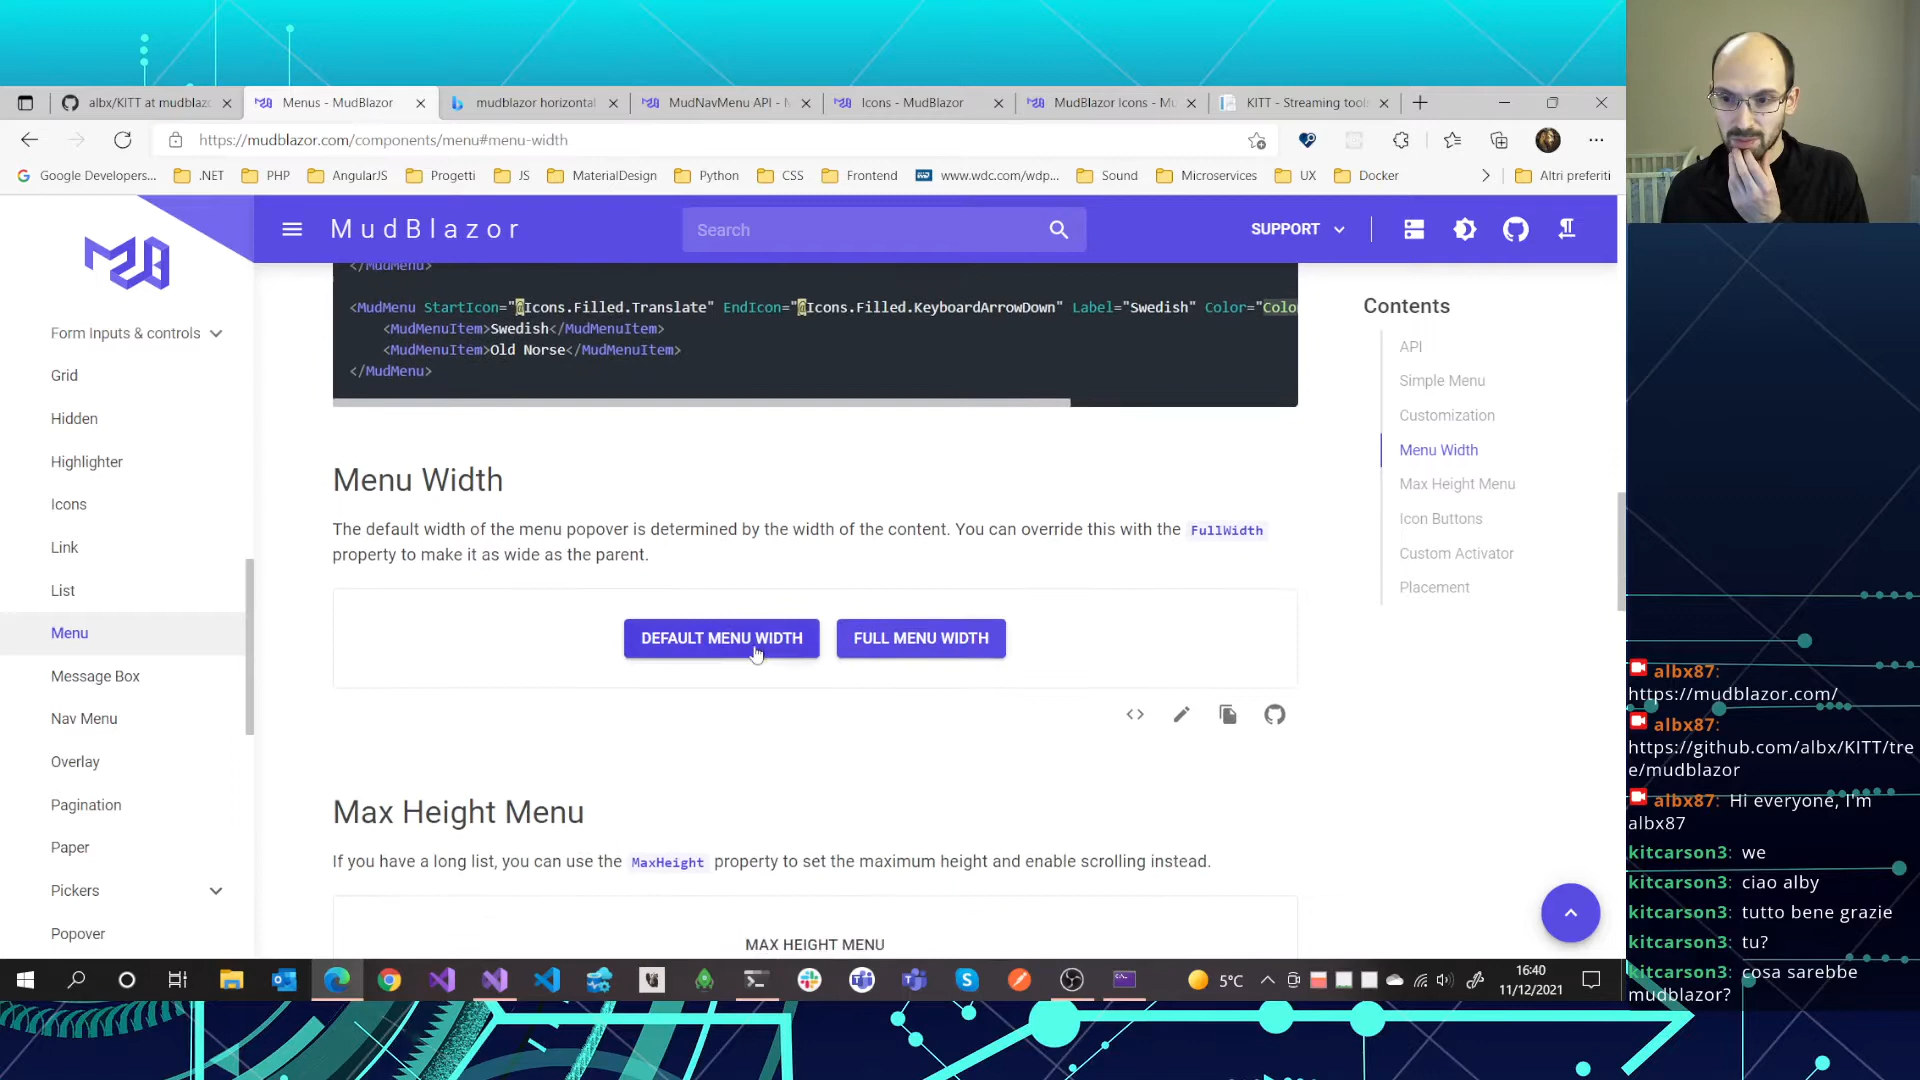 albx/KITT at mudblaz
Menus - MudBlazor
mudblazor horizontal
MudNavMenu API -
Icons - MudBlazor
MudBlazor Icons - Mu
KITT - Streaming tools
https://mudblazor.com/components/menu#menu-width
Google Developers...
.NET
PHP
AngularJS
Progetti
JS
MaterialDesign
Python
CSS
Frontend
www.wdc.com/wdp...
Sound
Microservices
UX
Docker
Altri preferiti
MudBlazor
Search
SUPPORT
Form Inputs & controls
Grid
Hidden
Highlighter
Icons
Link
List
Menu
Message Box
Nav Menu
Overlay
Pagination
Paper
Pickers
Popover
</MudMenu>
<MudMenu StartIcon="@Icons.Filled.Translate" EndIcon="@Icons.Filled.KeyboardArrowDown" Label="Swedish" Color="Colo
<MudMenuItem>Swedish</MudMenuItem>
<MudMenuItem>Old Norse</MudMenuItem>
</MudMenu>
Menu Width
The default width of the menu popover is determined by the width of the content. You can override this with the FullWidth
property to make it as wide as the parent.
DEFAULT MENU WIDTH
FULL MENU WIDTH
Max Height Menu
If you have a long list, you can use the MaxHeight property to set the maximum height and enable scrolling instead.
MAX HEIGHT MENU
Contents
API
Simple Menu
Customization
Menu Width
Max Height Menu
Icon Buttons
Custom Activator
Placement
5°C
16:40
11/12/2021
albx87:
https://mudblazor.com/
albx87:
https://github.com/albx/KITT/tre
e/mudblazor
albx87: Hi everyone, I'm
albx87
kitcarson3: we
kitcarson3: ciao alby
kitcarson3: tutto bene grazie
kitcarson3: tu?
kitcarson3: cosa sarebbe
mudblazor?